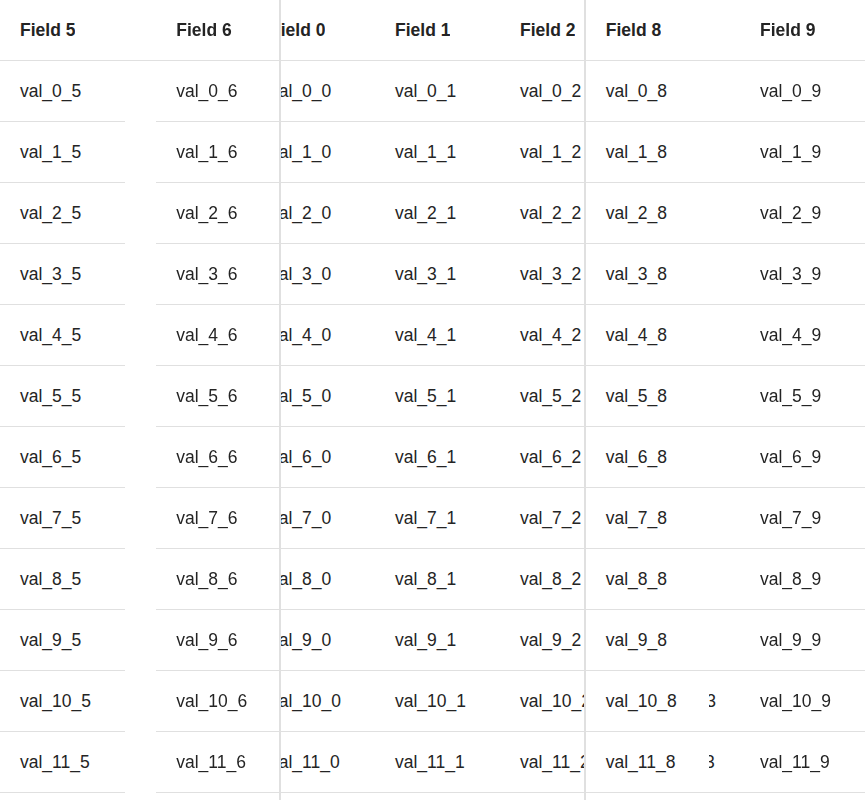 Field 5 Field 6 ield 0 Field 1 Field 2 Field 8 Field 9
val_0_5 val_0_6 al_0_0 val_0_1 val_0_2 val_0_8 val_0_9
val_1_5 val_1_6 al_1_0 val_1_1 val_1_2 val_1_8 val_1_9
val_2_5 val_2_6 al_2_0 val_2_1 val_2_2 val_2_8 val_2_9
val_3_5 val_3_6 al_3_0 val_3_1 val_3_2 val_3_8 val_3_9
val_4_5 val_4_6 al_4_0 val_4_1 val_4_2 val_4_8 val_4_9
val_5_5 val_5_6 al_5_0 val_5_1 val_5_2 val_5_8 val_5_9
val_6_5 val_6_6 al_6_0 val_6_1 val_6_2 val_6_8 val_6_9
val_7_5 val_7_6 al_7_0 val_7_1 val_7_2 val_7_8 val_7_9
val_8_5 val_8_6 al_8_0 val_8_1 val_8_2 val_8_8 val_8_9
val_9_5 val_9_6 al_9_0 val_9_1 val_9_2 val_9_8 val_9_9
val_10_5 val_10_6 al_10_0 val_10_1 val_10_2 val_10_8 3 val_10_9
val_11_5 val_11_6 al_11_0 val_11_1 val_11_2 val_11_8 3 val_11_9